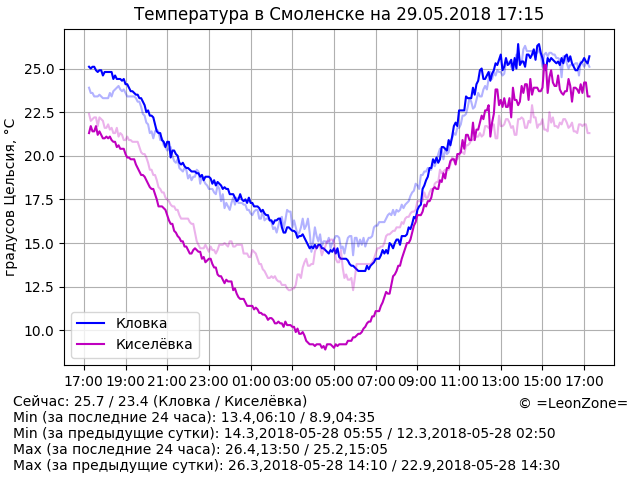 Температура в Смоленске на 29.05.2018 17:15
градусов Цельсия, °C
25.0
22.5
20.0
17.5
15.0
12.5
10.0
Кловка
Киселёвка
17:00 19:00 21:00 23:00 01:00 03:00 05:00 07:00 09:00 11:00 13:00 15:00 17:00
Сейчас: 25.7 / 23.4 (Кловка / Киселёвка)
© =LeonZone=
Min (за последние 24 часа): 13.4,06:10 / 8.9,04:35
Min (за предыдущие сутки): 14.3,2018-05-28 05:55 / 12.3,2018-05-28 02:50
Max (за последние 24 часа): 26.4,13:50 / 25.2,15:05
Max (за предыдущие сутки): 26.3,2018-05-28 14:10 / 22.9,2018-05-28 14:30